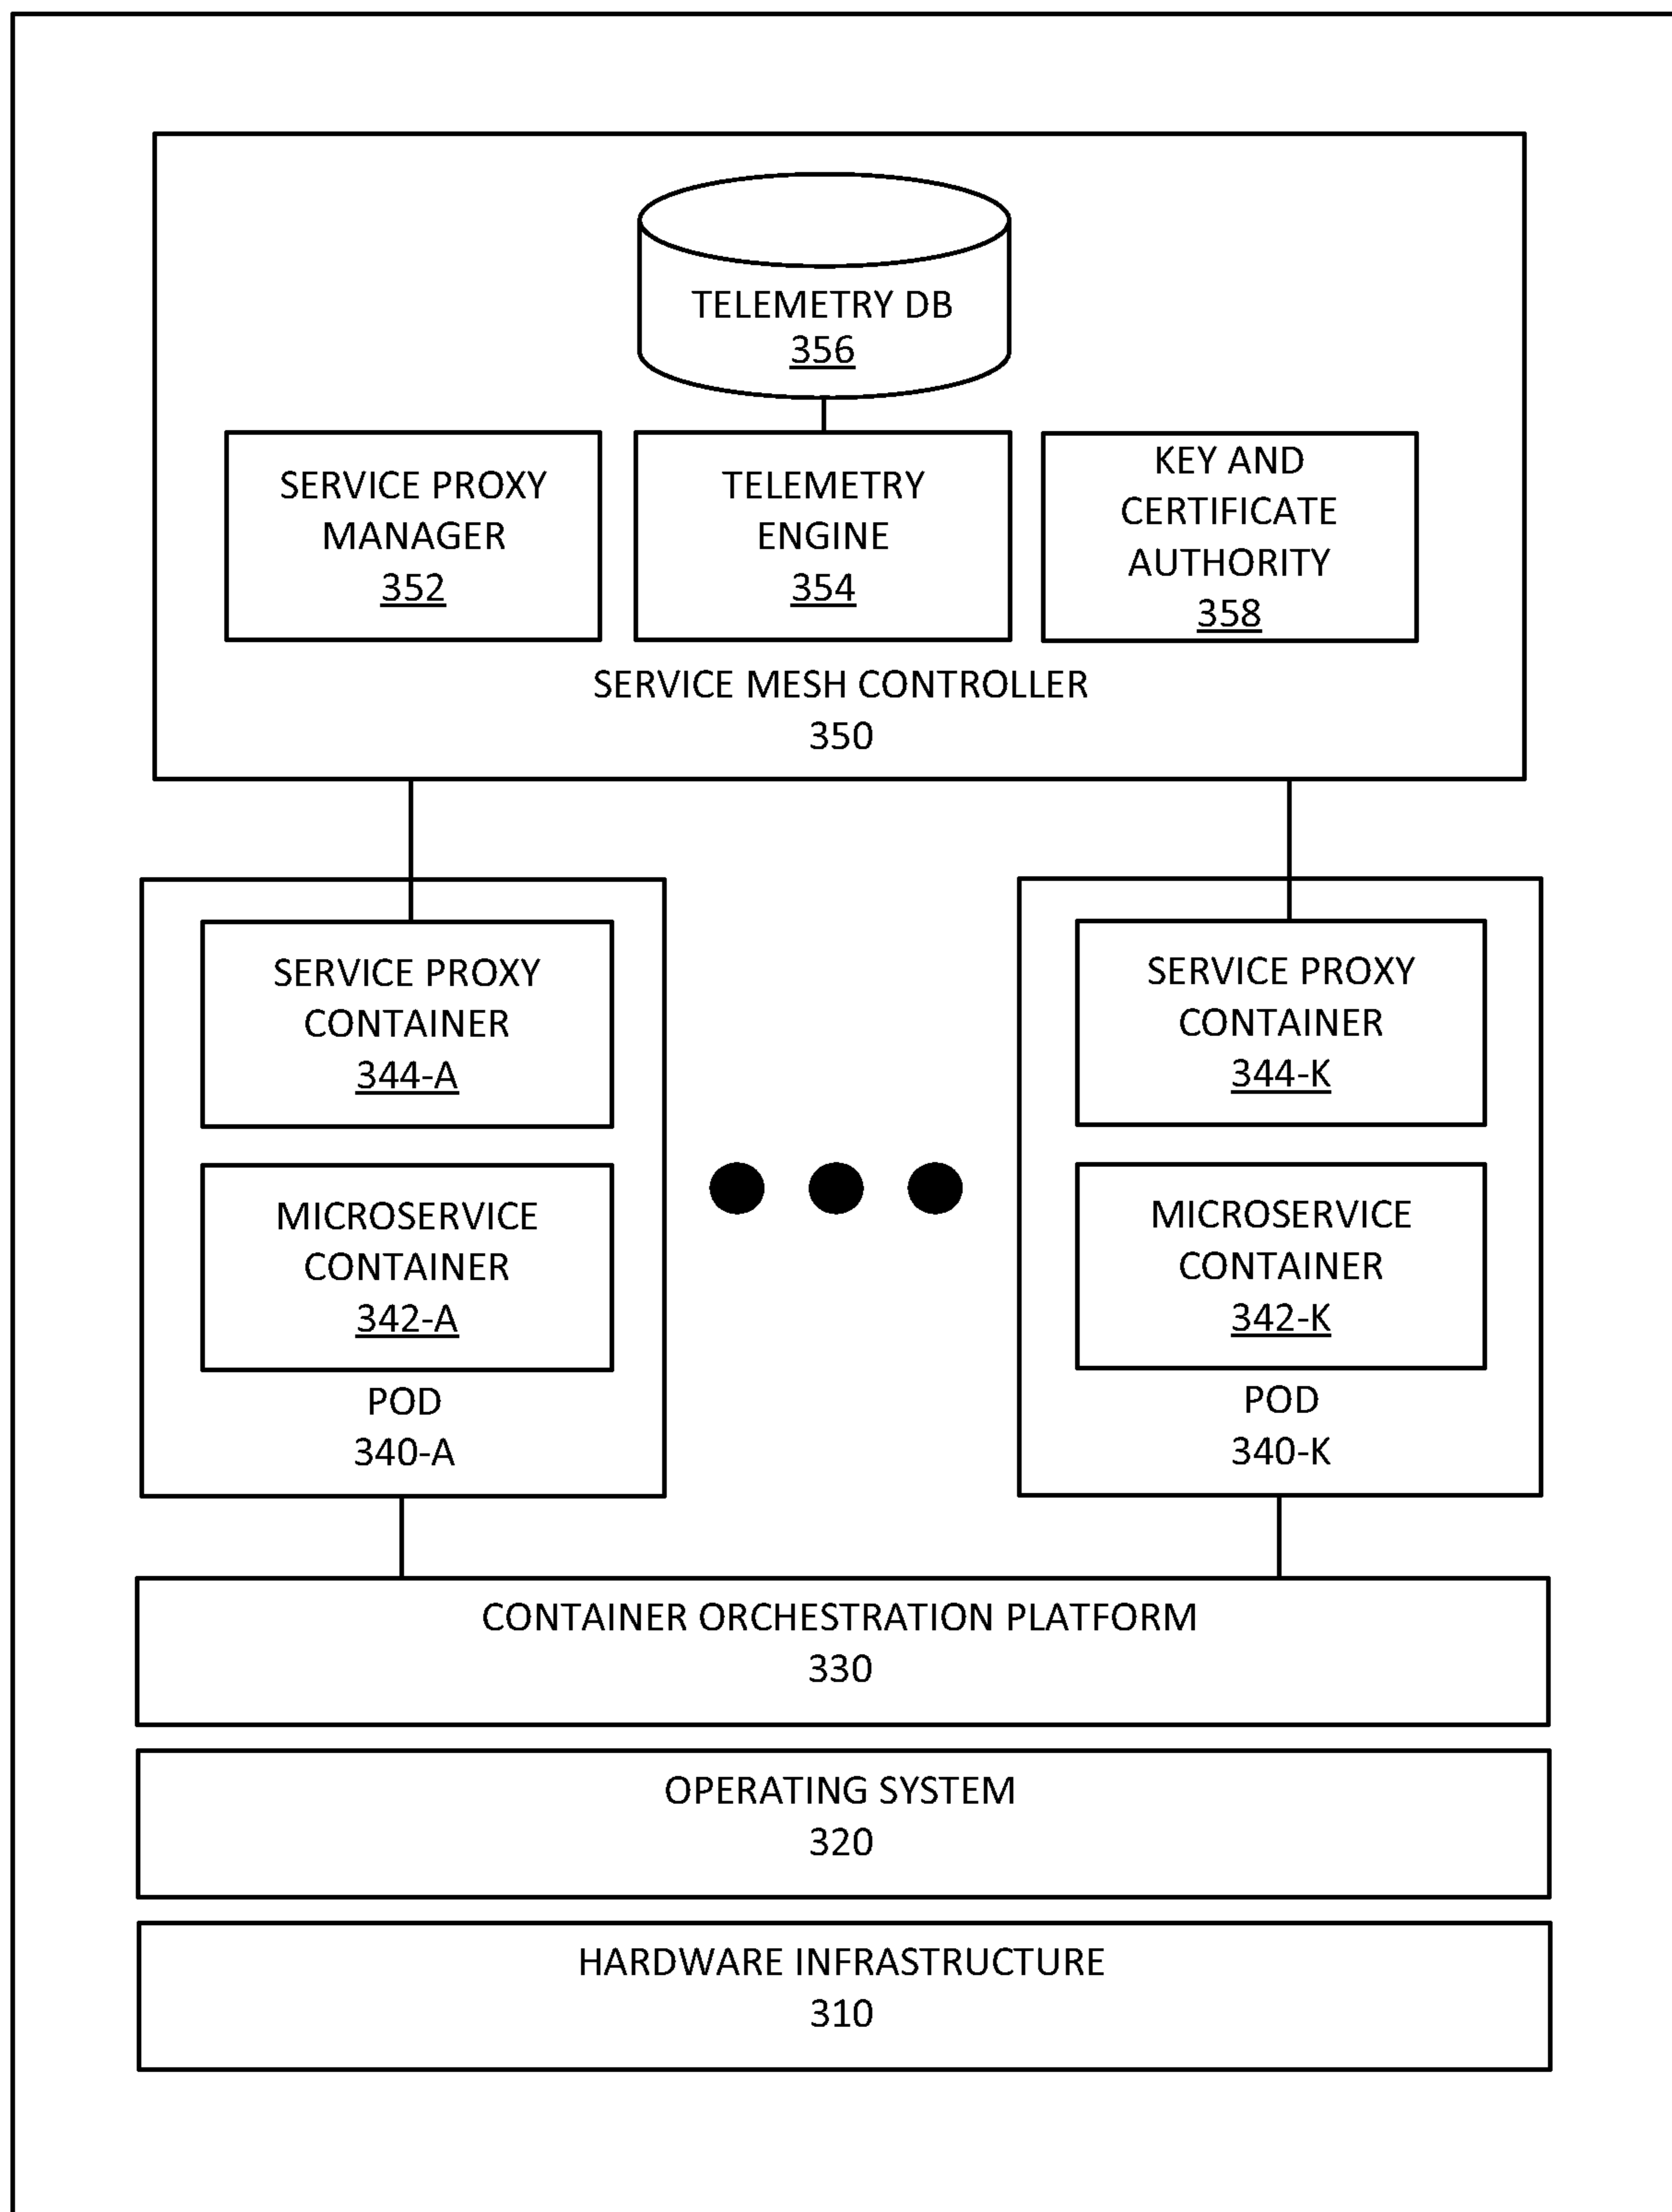 TELEMETRY DB
356
SERVICE PROXY
MANAGER
352
TELEMETRY
ENGINE
354
KEY AND
CERTIFICATE
AUTHORITY
358
SERVICE MESH CONTROLLER
350
SERVICE PROXY
CONTAINER
344-A
MICROSERVICE
CONTAINER
342-A
POD
340-A
SERVICE PROXY
CONTAINER
344-K
MICROSERVICE
CONTAINER
342-K
POD
340-K
CONTAINER ORCHESTRATION PLATFORM
330
OPERATING SYSTEM
320
HARDWARE INFRASTRUCTURE
310